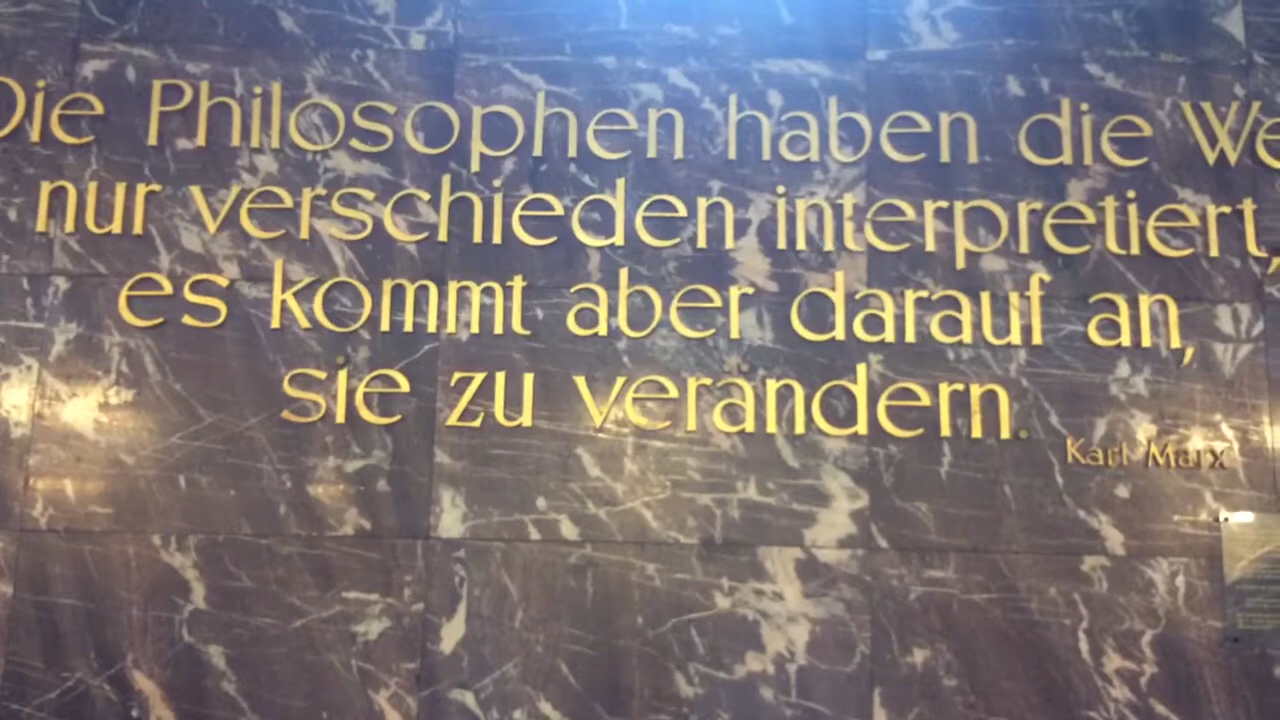 Die Philosophen haben die We
nur verschieden interpretiert,
es kommt aber darauf an,
sie zu verändern.
Karl Marx